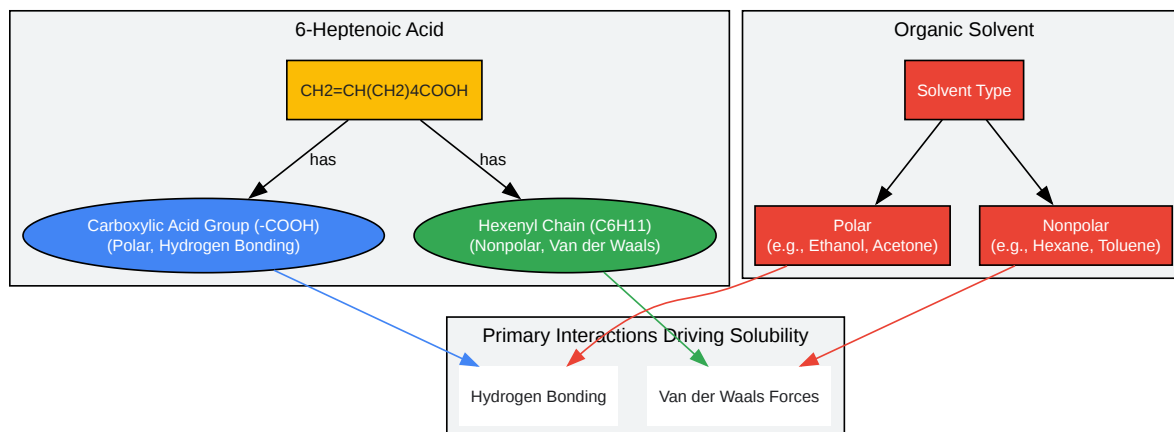 6-Heptenoic Acid
CH2=CH(CH2)4COOH
has
has
Carboxylic Acid Group (-COOH)
(Polar, Hydrogen Bonding)
Hexenyl Chain (C6H11)
(Nonpolar, Van der Waals)
Organic Solvent
Solvent Type
Polar
(e.g., Ethanol, Acetone)
Nonpolar
(e.g., Hexane, Toluene)
Primary Interactions Driving Solubility
Hydrogen Bonding
Van der Waals Forces